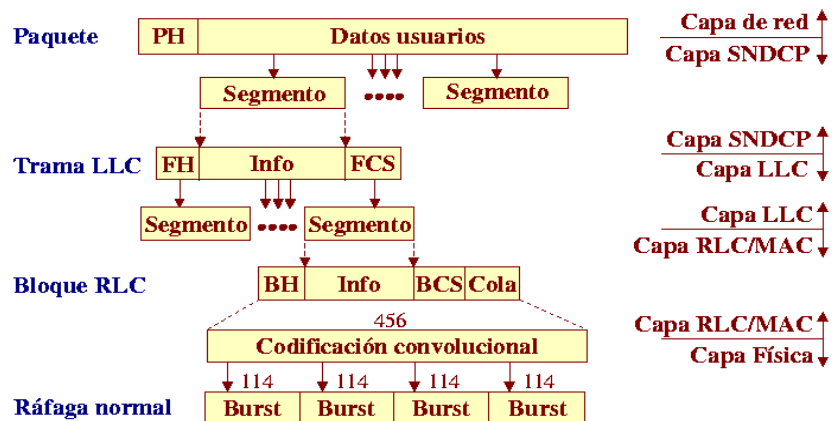 Paquete PH Datos usuarios Capa de red
Capa SNDCP
Segmento Segmento
Capa SNDCP
Trama LLC FH Info FCS Capa LLC
Segmento Segmento Capa LLC
Capa RLC/MAC
Bloque RLC BH Info BCS Cola
456
Codificación convolucional Capa RLC/MAC
Capa Física
114 114 114 114
Ráfaga normal Burst Burst Burst Burst